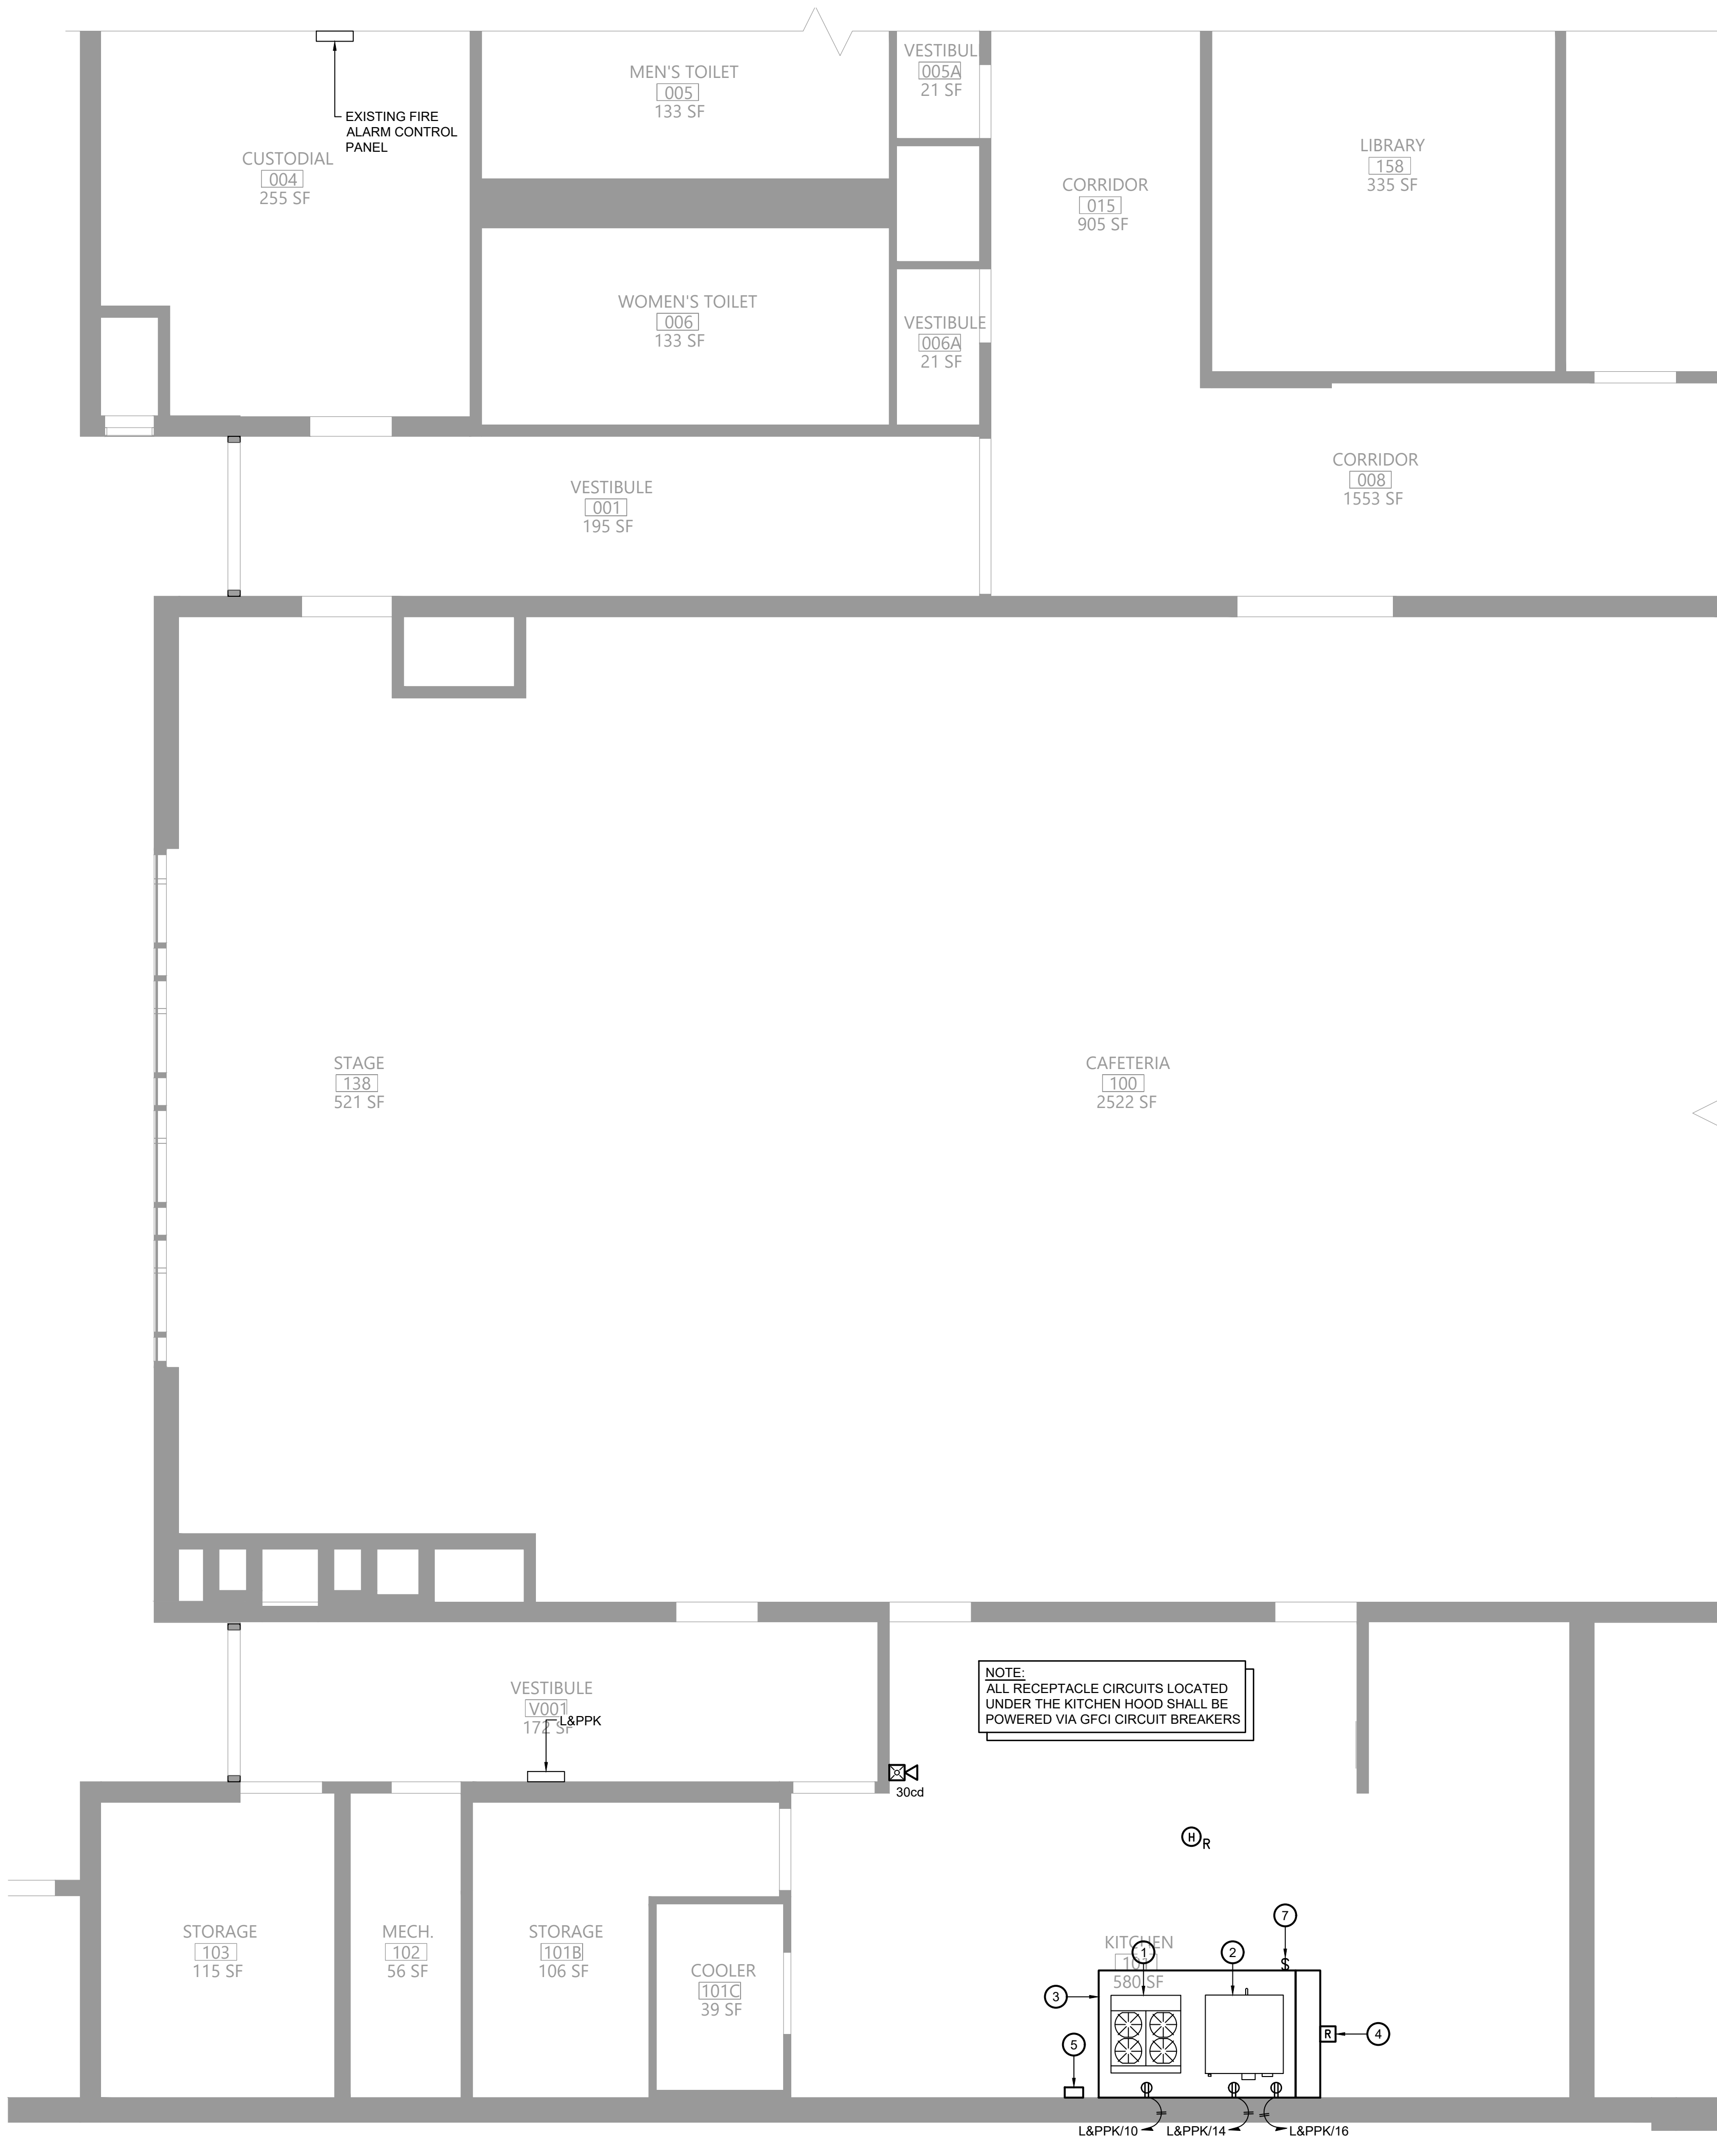 VESTIBUL
005A
21 SF
MEN'S TOILET
005
133 SF
EXISTING FIRE
ALARM CONTROL
PANEL
CUSTODIAL
004
255 SF
LIBRARY
158
335 SF
CORRIDOR
015
905 SF
WOMEN'S TOILET
006
133 SF
VESTIBULE
006A
21 SF
CORRIDOR
008
1553 SF
VESTIBULE
001
195 SF
STAGE
138
521 SF
CAFETERIA
100
2522 SF
NOTE:
ALL RECEPTACLE CIRCUITS LOCATED
UNDER THE KITCHEN HOOD SHALL BE
POWERED VIA GFCI CIRCUIT BREAKERS
VESTIBULE
V001
172 SF
L&PPK
30cd
H
R
STORAGE
103
115 SF
MECH.
102
56 SF
STORAGE
101B
106 SF
COOLER
101C
39 SF
7
S
KITCHEN
580 SF
1
2
3
R
4
5
L&PPK/10
L&PPK/14
L&PPK/16